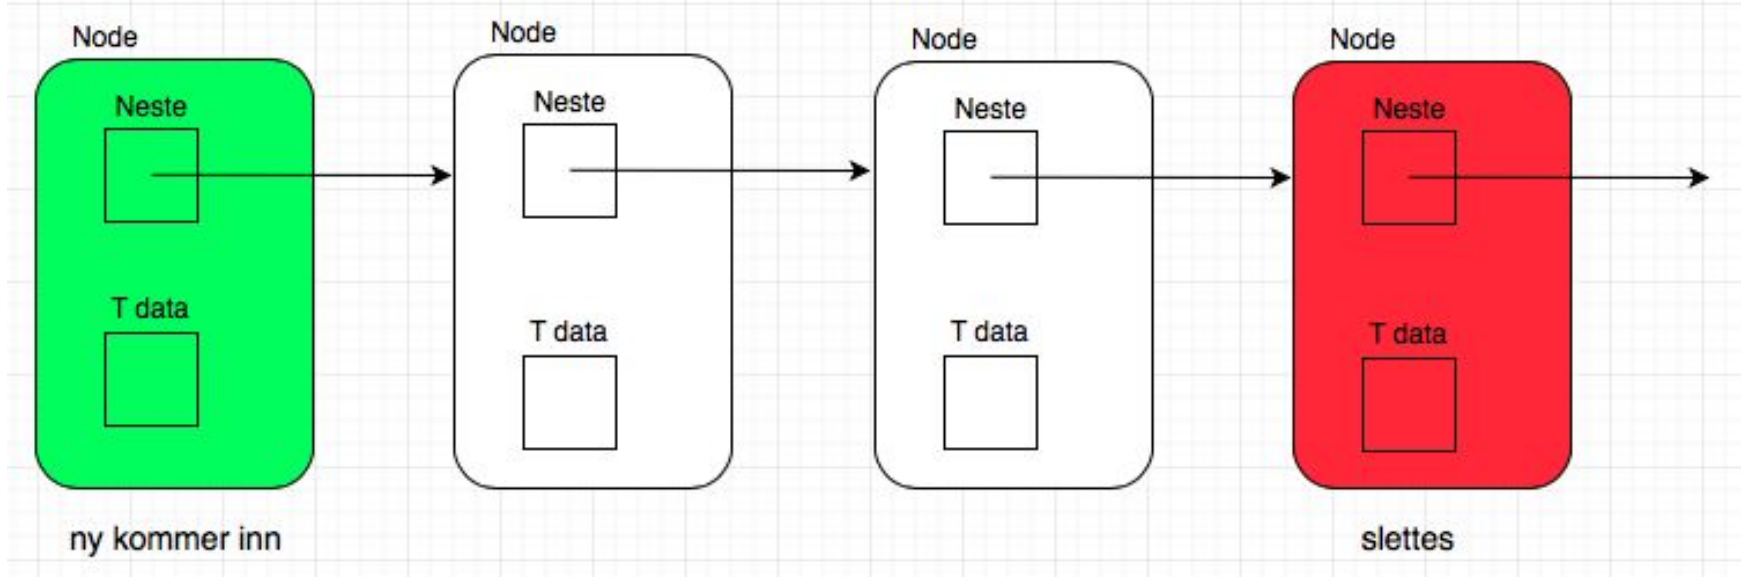 Node
Node
Node
Node
Neste
Neste
Neste
Neste
T data
T data
T data
T data
ny kommer inn
slettes